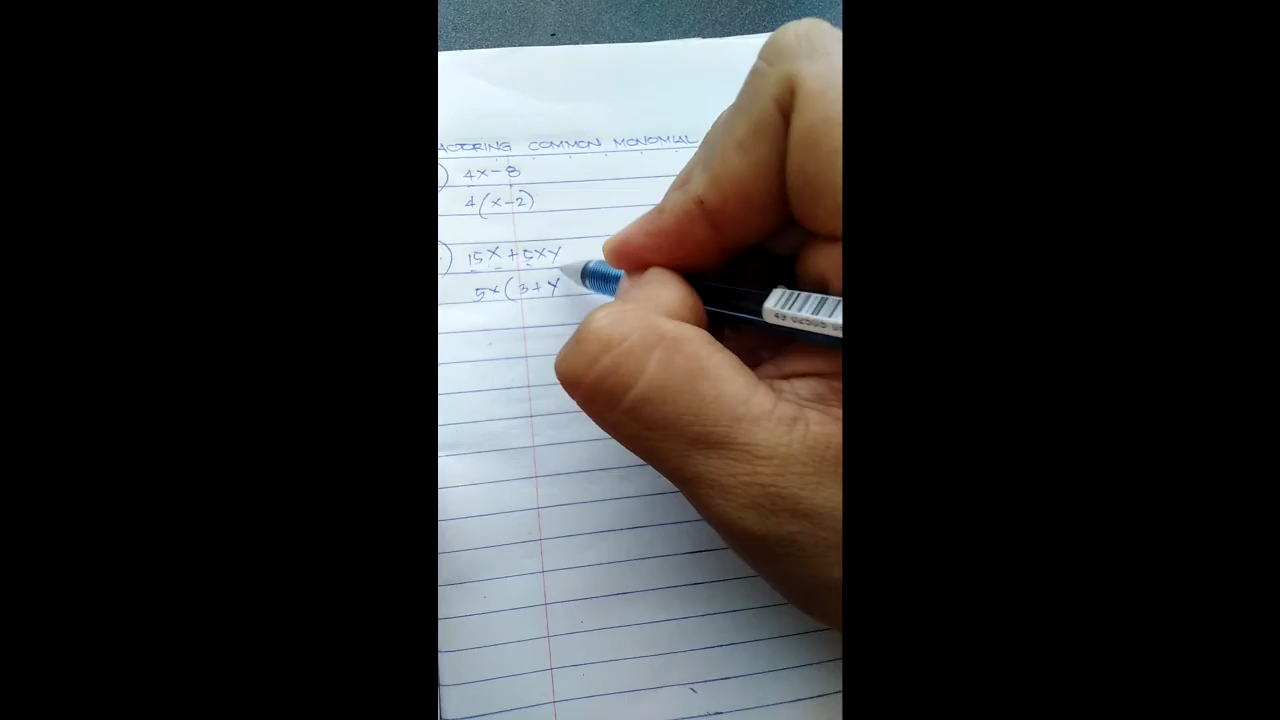 ACTORING COMMON MONOMIAL
) 4x - 8
4(x-2)
) 15x + 5xy
5x(3+y